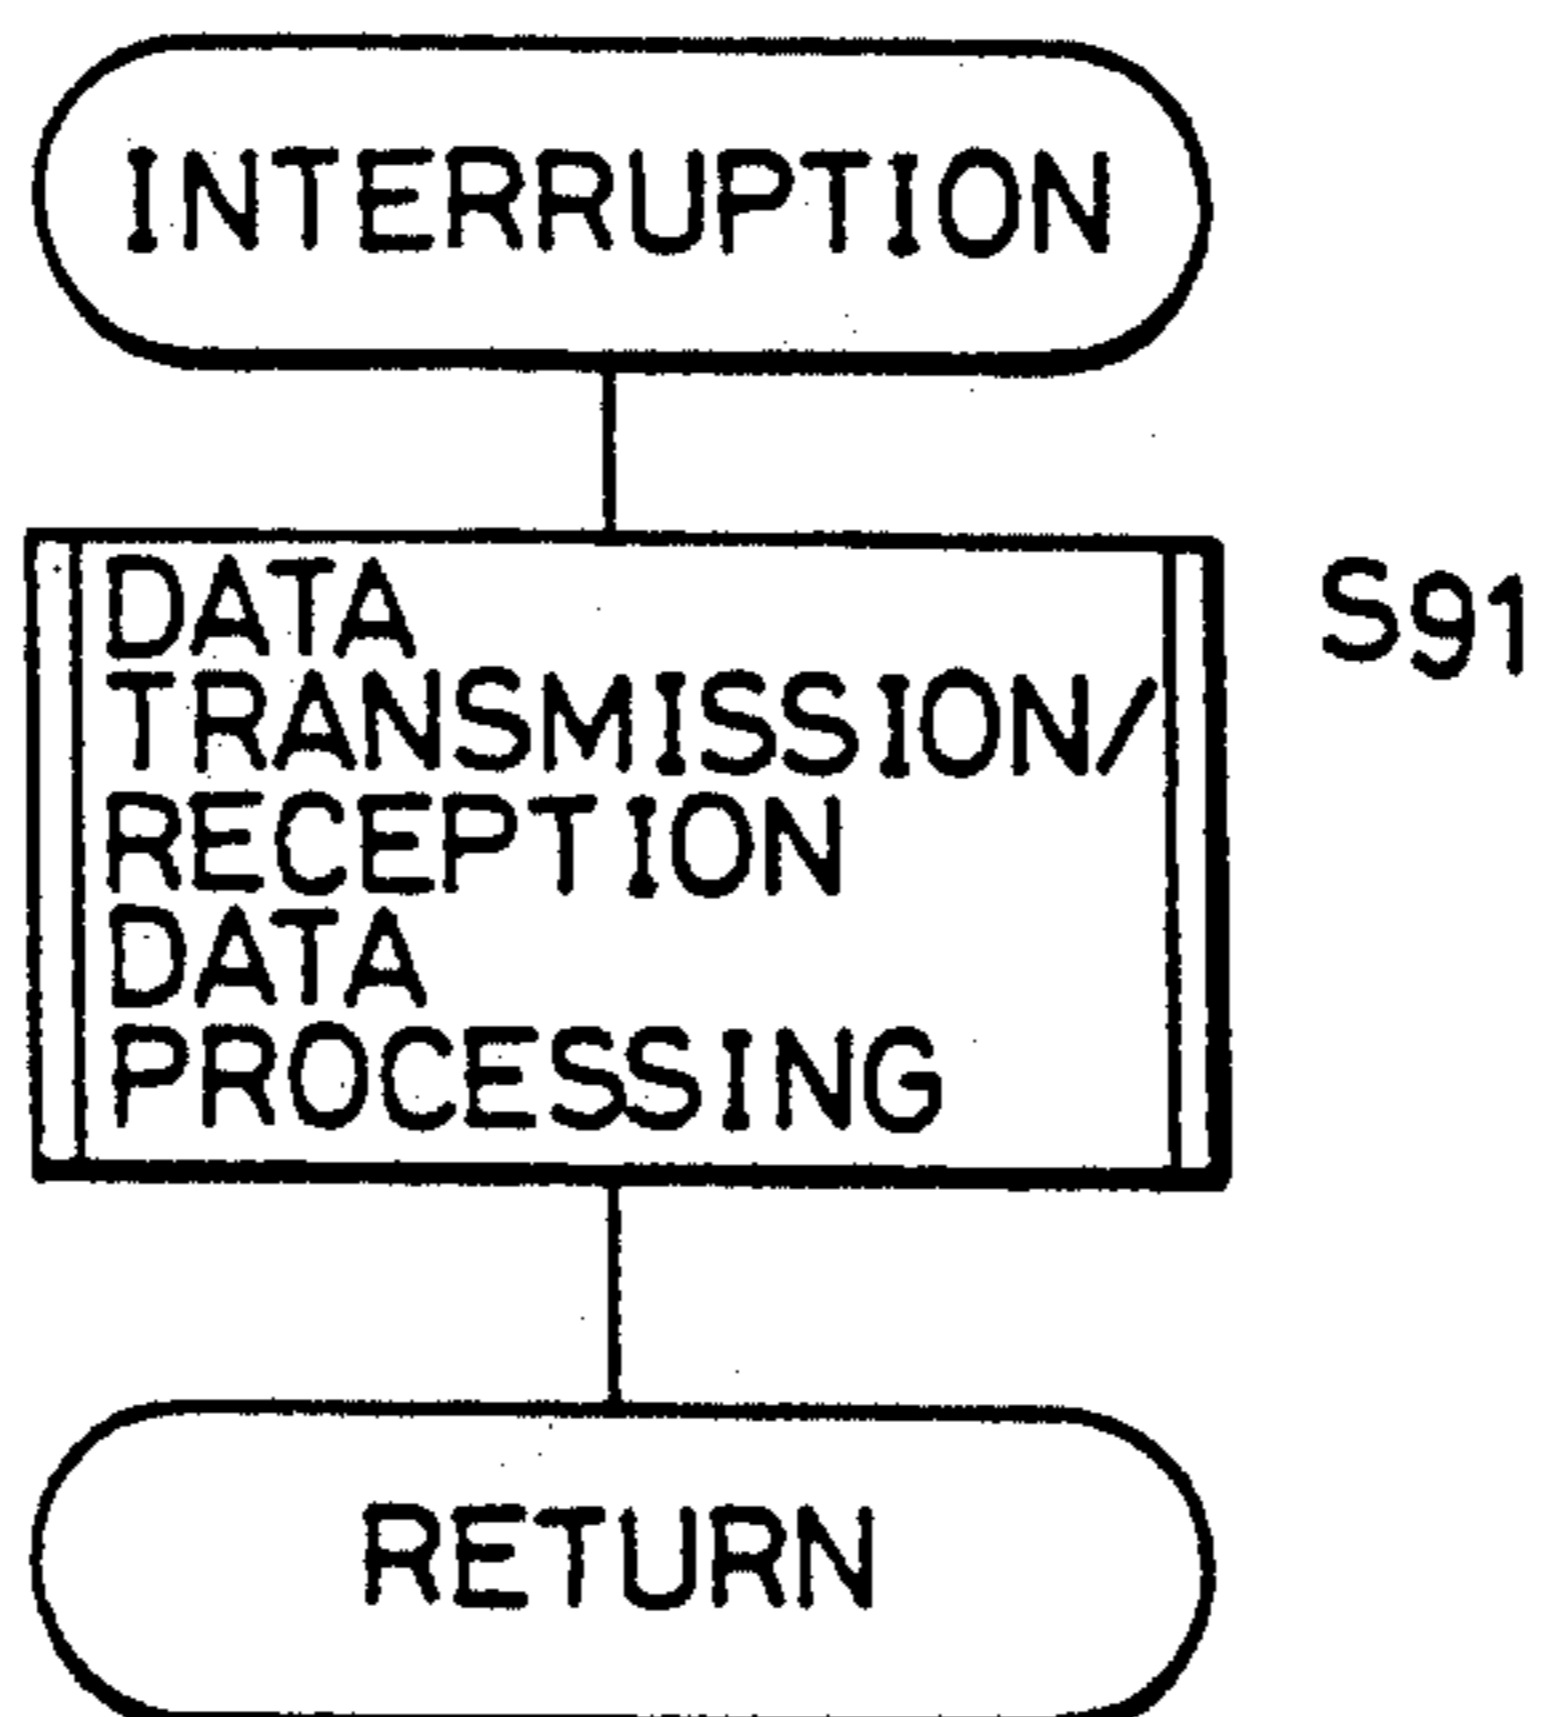 INTERRUPTION
DATA
TRANSMISSION/
RECEPTION
DATA
PROCESSING
S91
RETURN